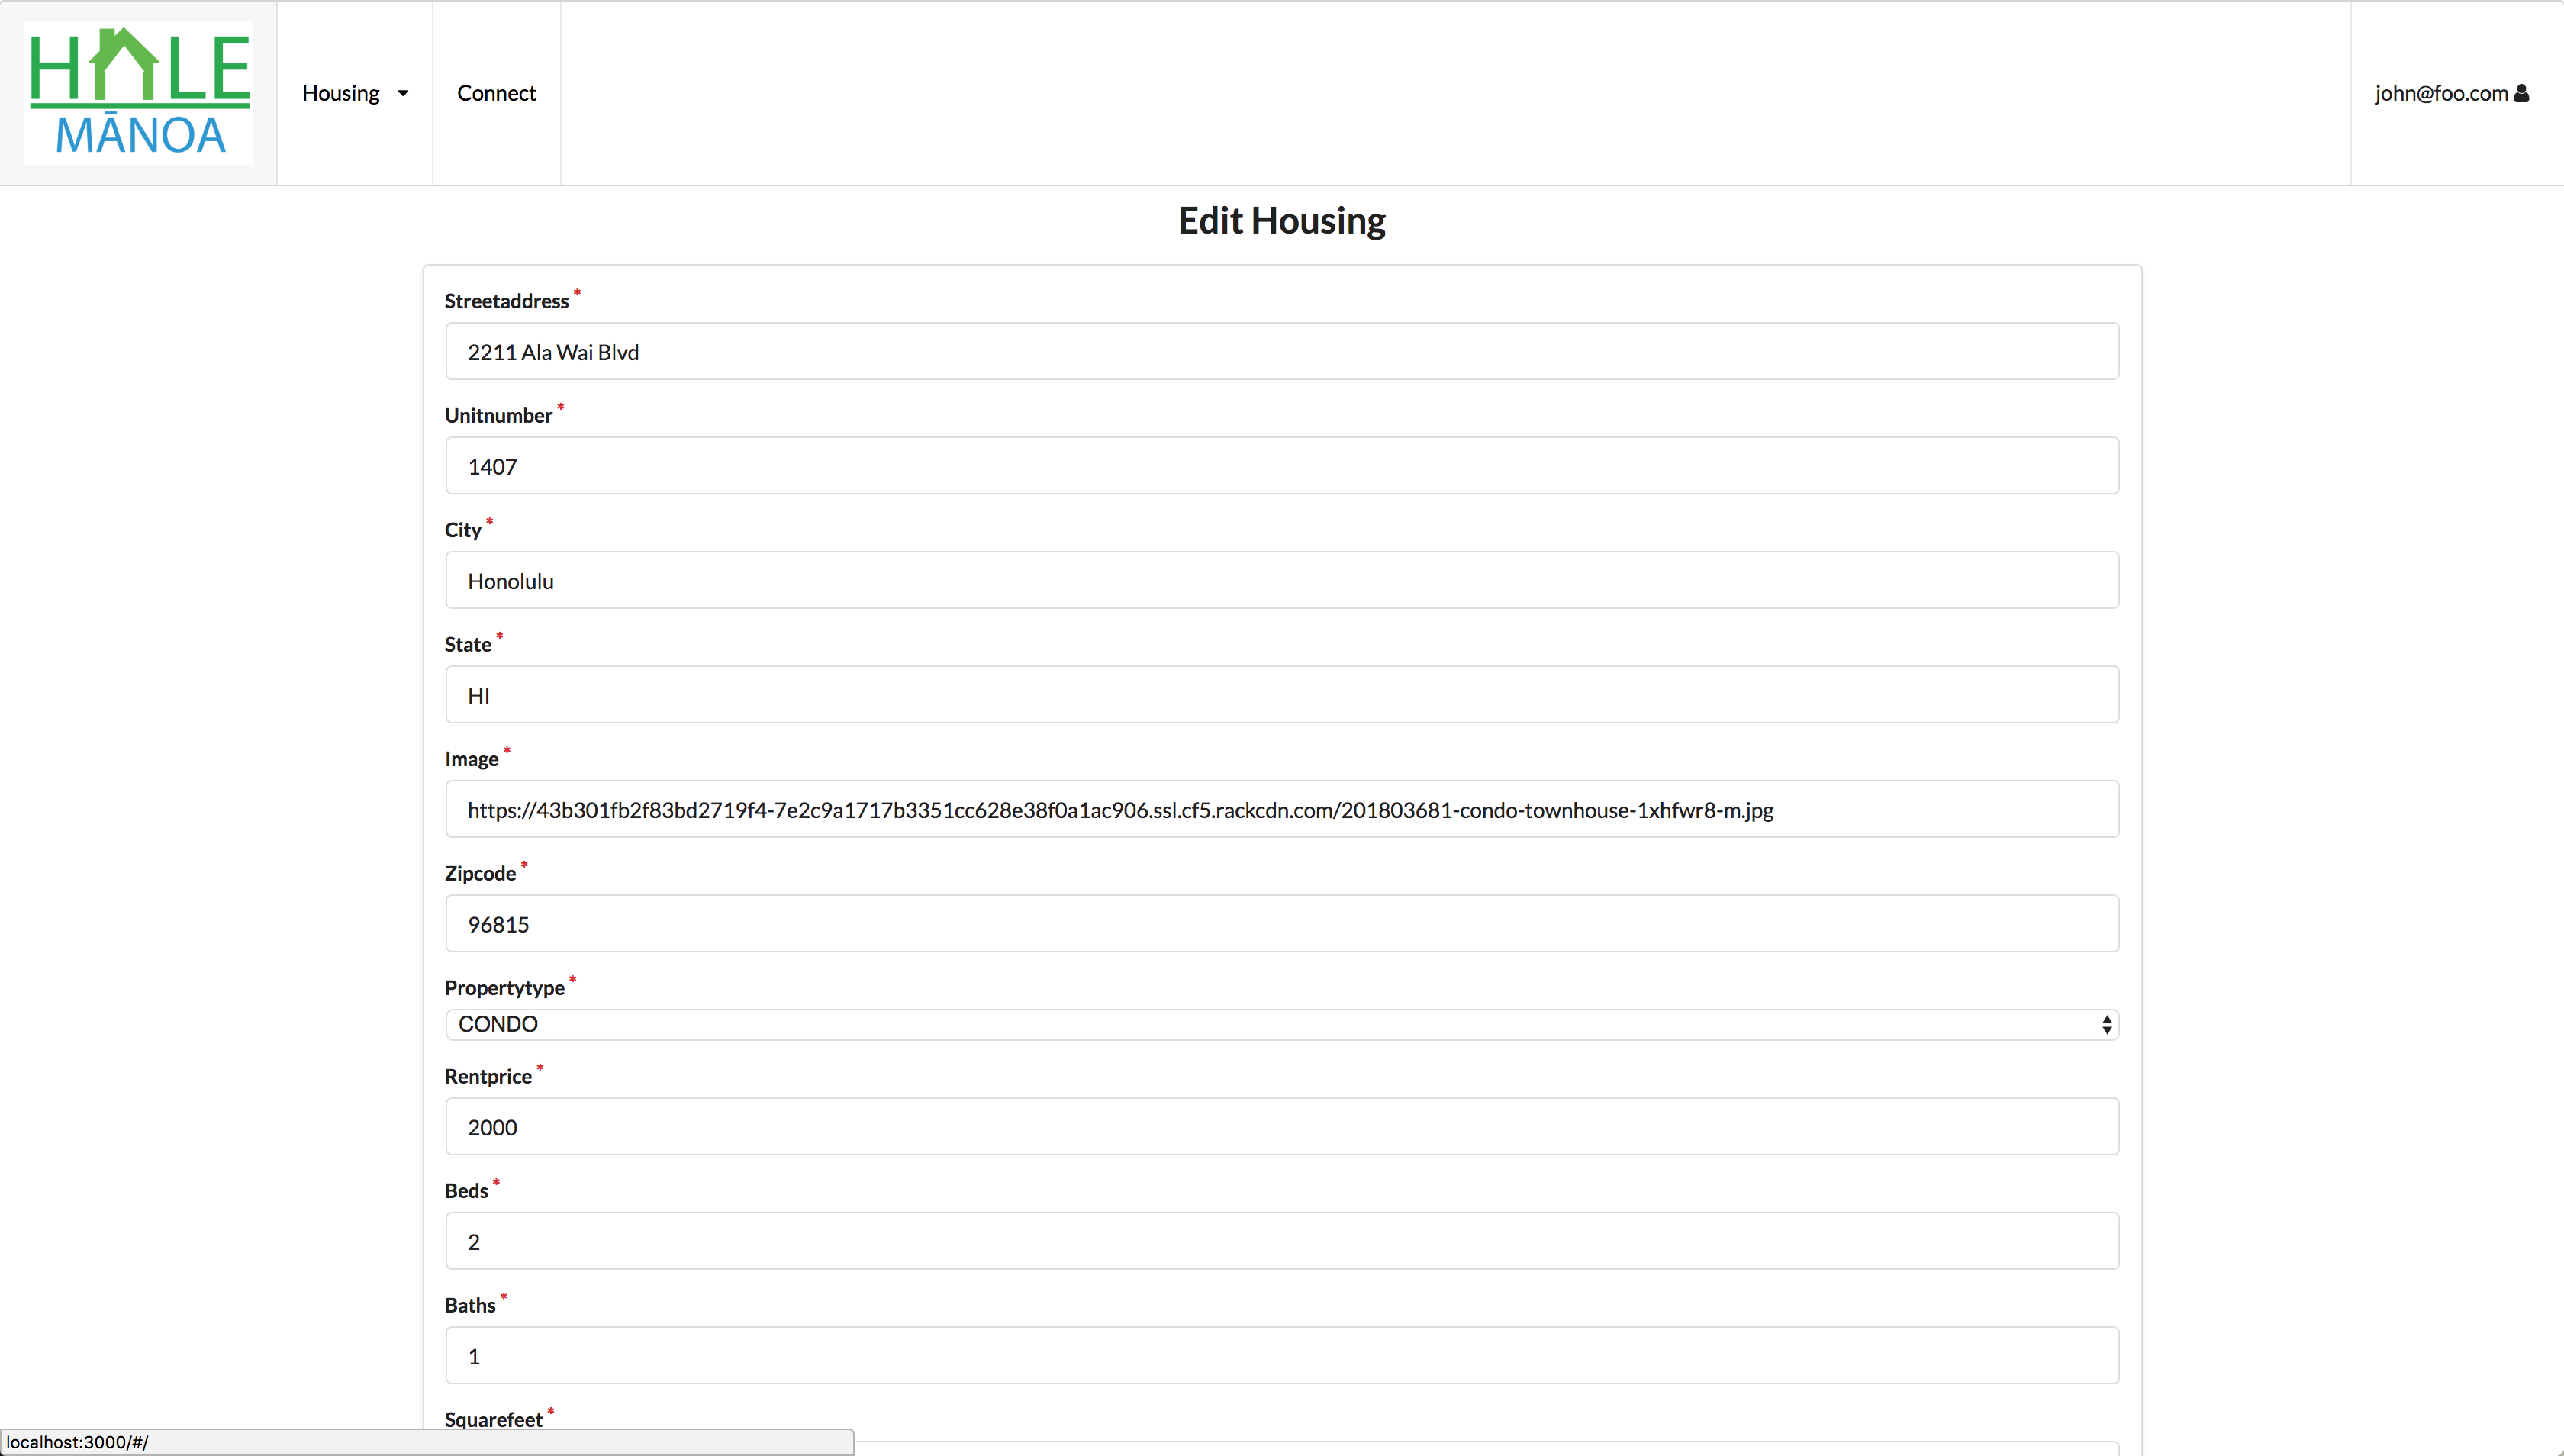 HALE
MĀNOA
Housing
Connect
john@foo.com
Edit Housing
Streetaddress *
2211 Ala Wai Blvd
Unitnumber *
1407
City *
Honolulu
State *
HI
Image *
https://43b301fb2f83bd2719f4-7e2c9a1717b3351cc628e38f0a1ac906.ssl.cf5.rackcdn.com/201803681-condo-townhouse-1xhfwr8-m.jpg
Zipcode *
96815
Propertytype *
CONDO
Rentprice *
2000
Beds *
2
Baths *
1
Squarefeet *
localhost:3000/#/